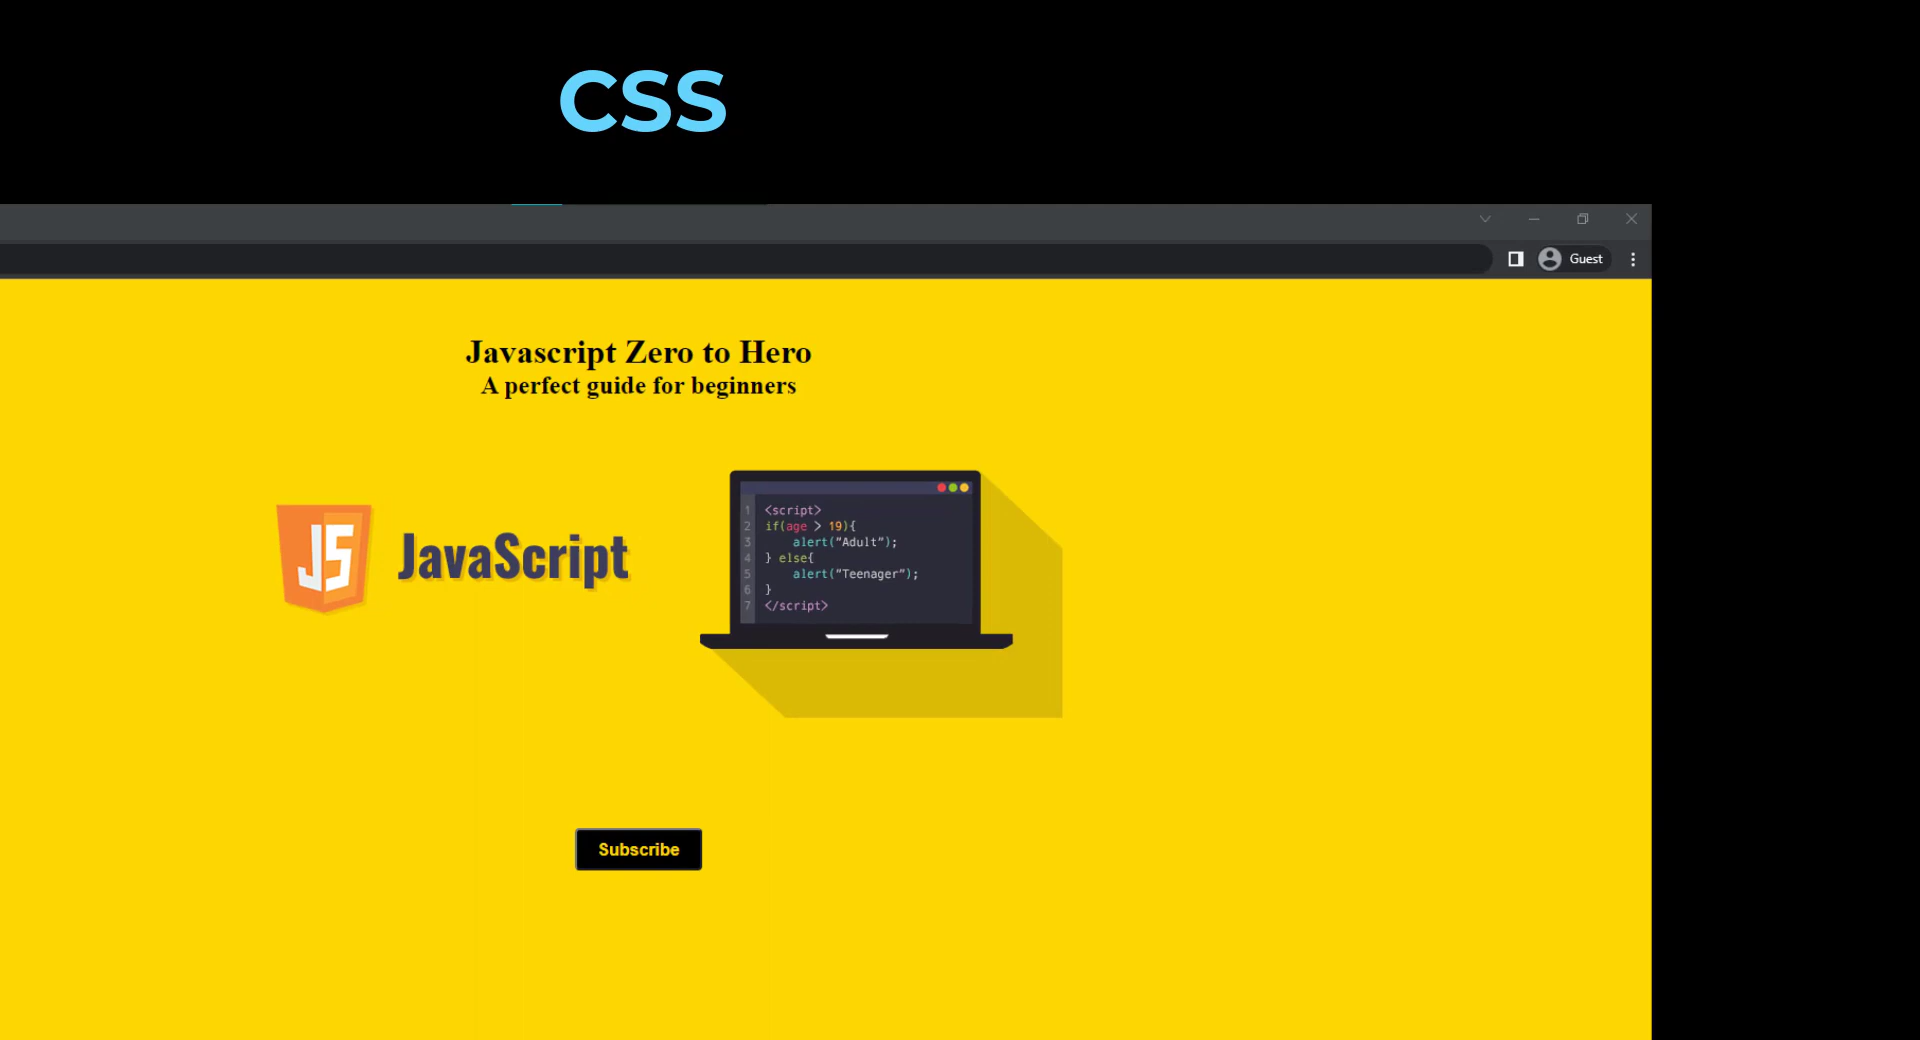 CSS
Guest
Javascript Zero to Hero
A perfect guide for beginners
JS JavaScript
1 <script>
2 if(age > 19){
3 alert(“Adult”);
4 } else{
5 alert(“Teenager”);
6 }
7 </script>
Subscribe